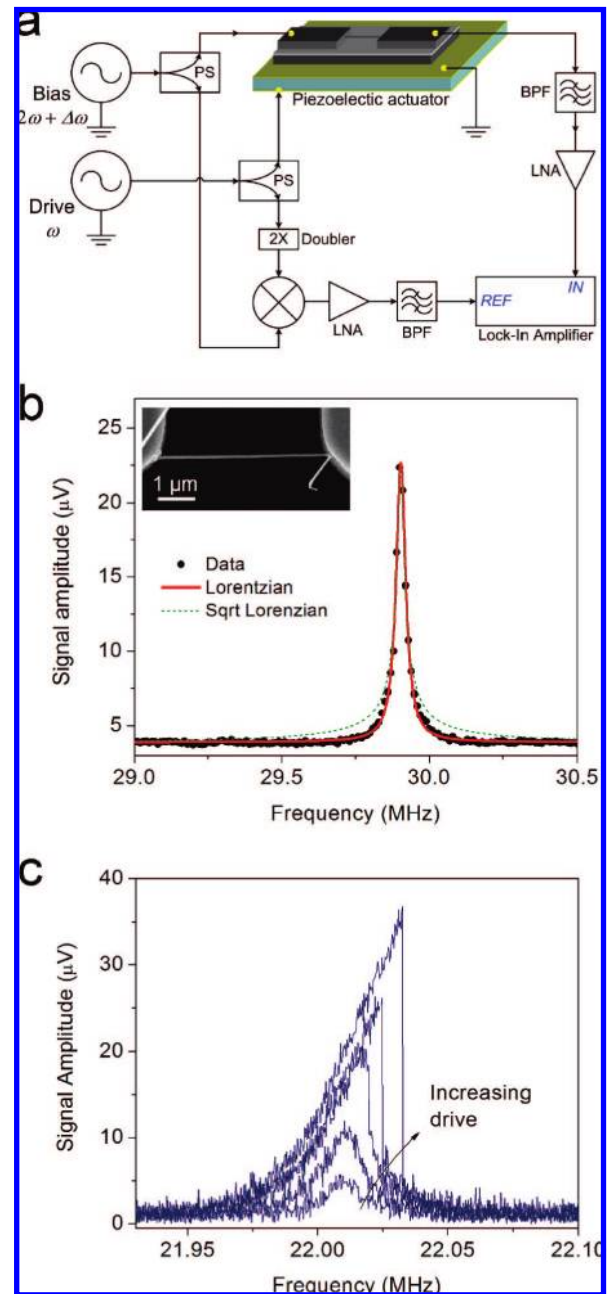 a
PS
Bias
2ω + Δω
Piezoelectic actuator
BPF
LNA
PS
Drive
ω
2X Doubler
LNA
BPF
REF
IN
Lock-In Amplifier
b
25
20
15
10
5
Signal amplitude (μV)
1 μm
Data
Lorentzian
Sqrt Lorenzian
29.0 29.5 30.0 30.5
Frequency (MHz)
c
40
30
20
10
0
Signal Amplitude (μV)
Increasing
drive
21.95 22.00 22.05 22.10
Frequency (MHz)